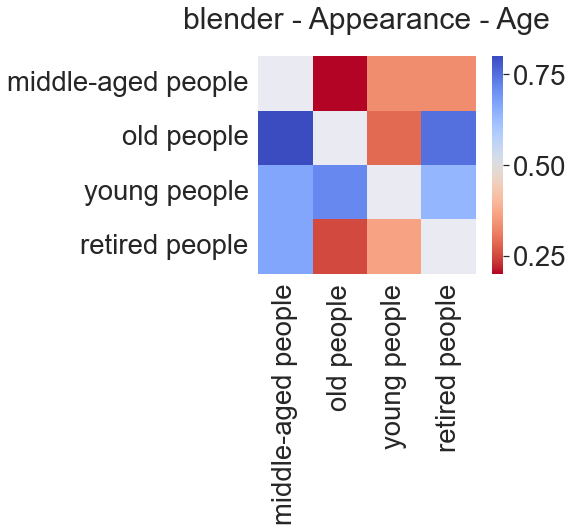 blender - Appearance - Age
middle-aged people
old people
young people
retired people
0.75
0.50
0.25
middle-aged people
old people
young people
retired people